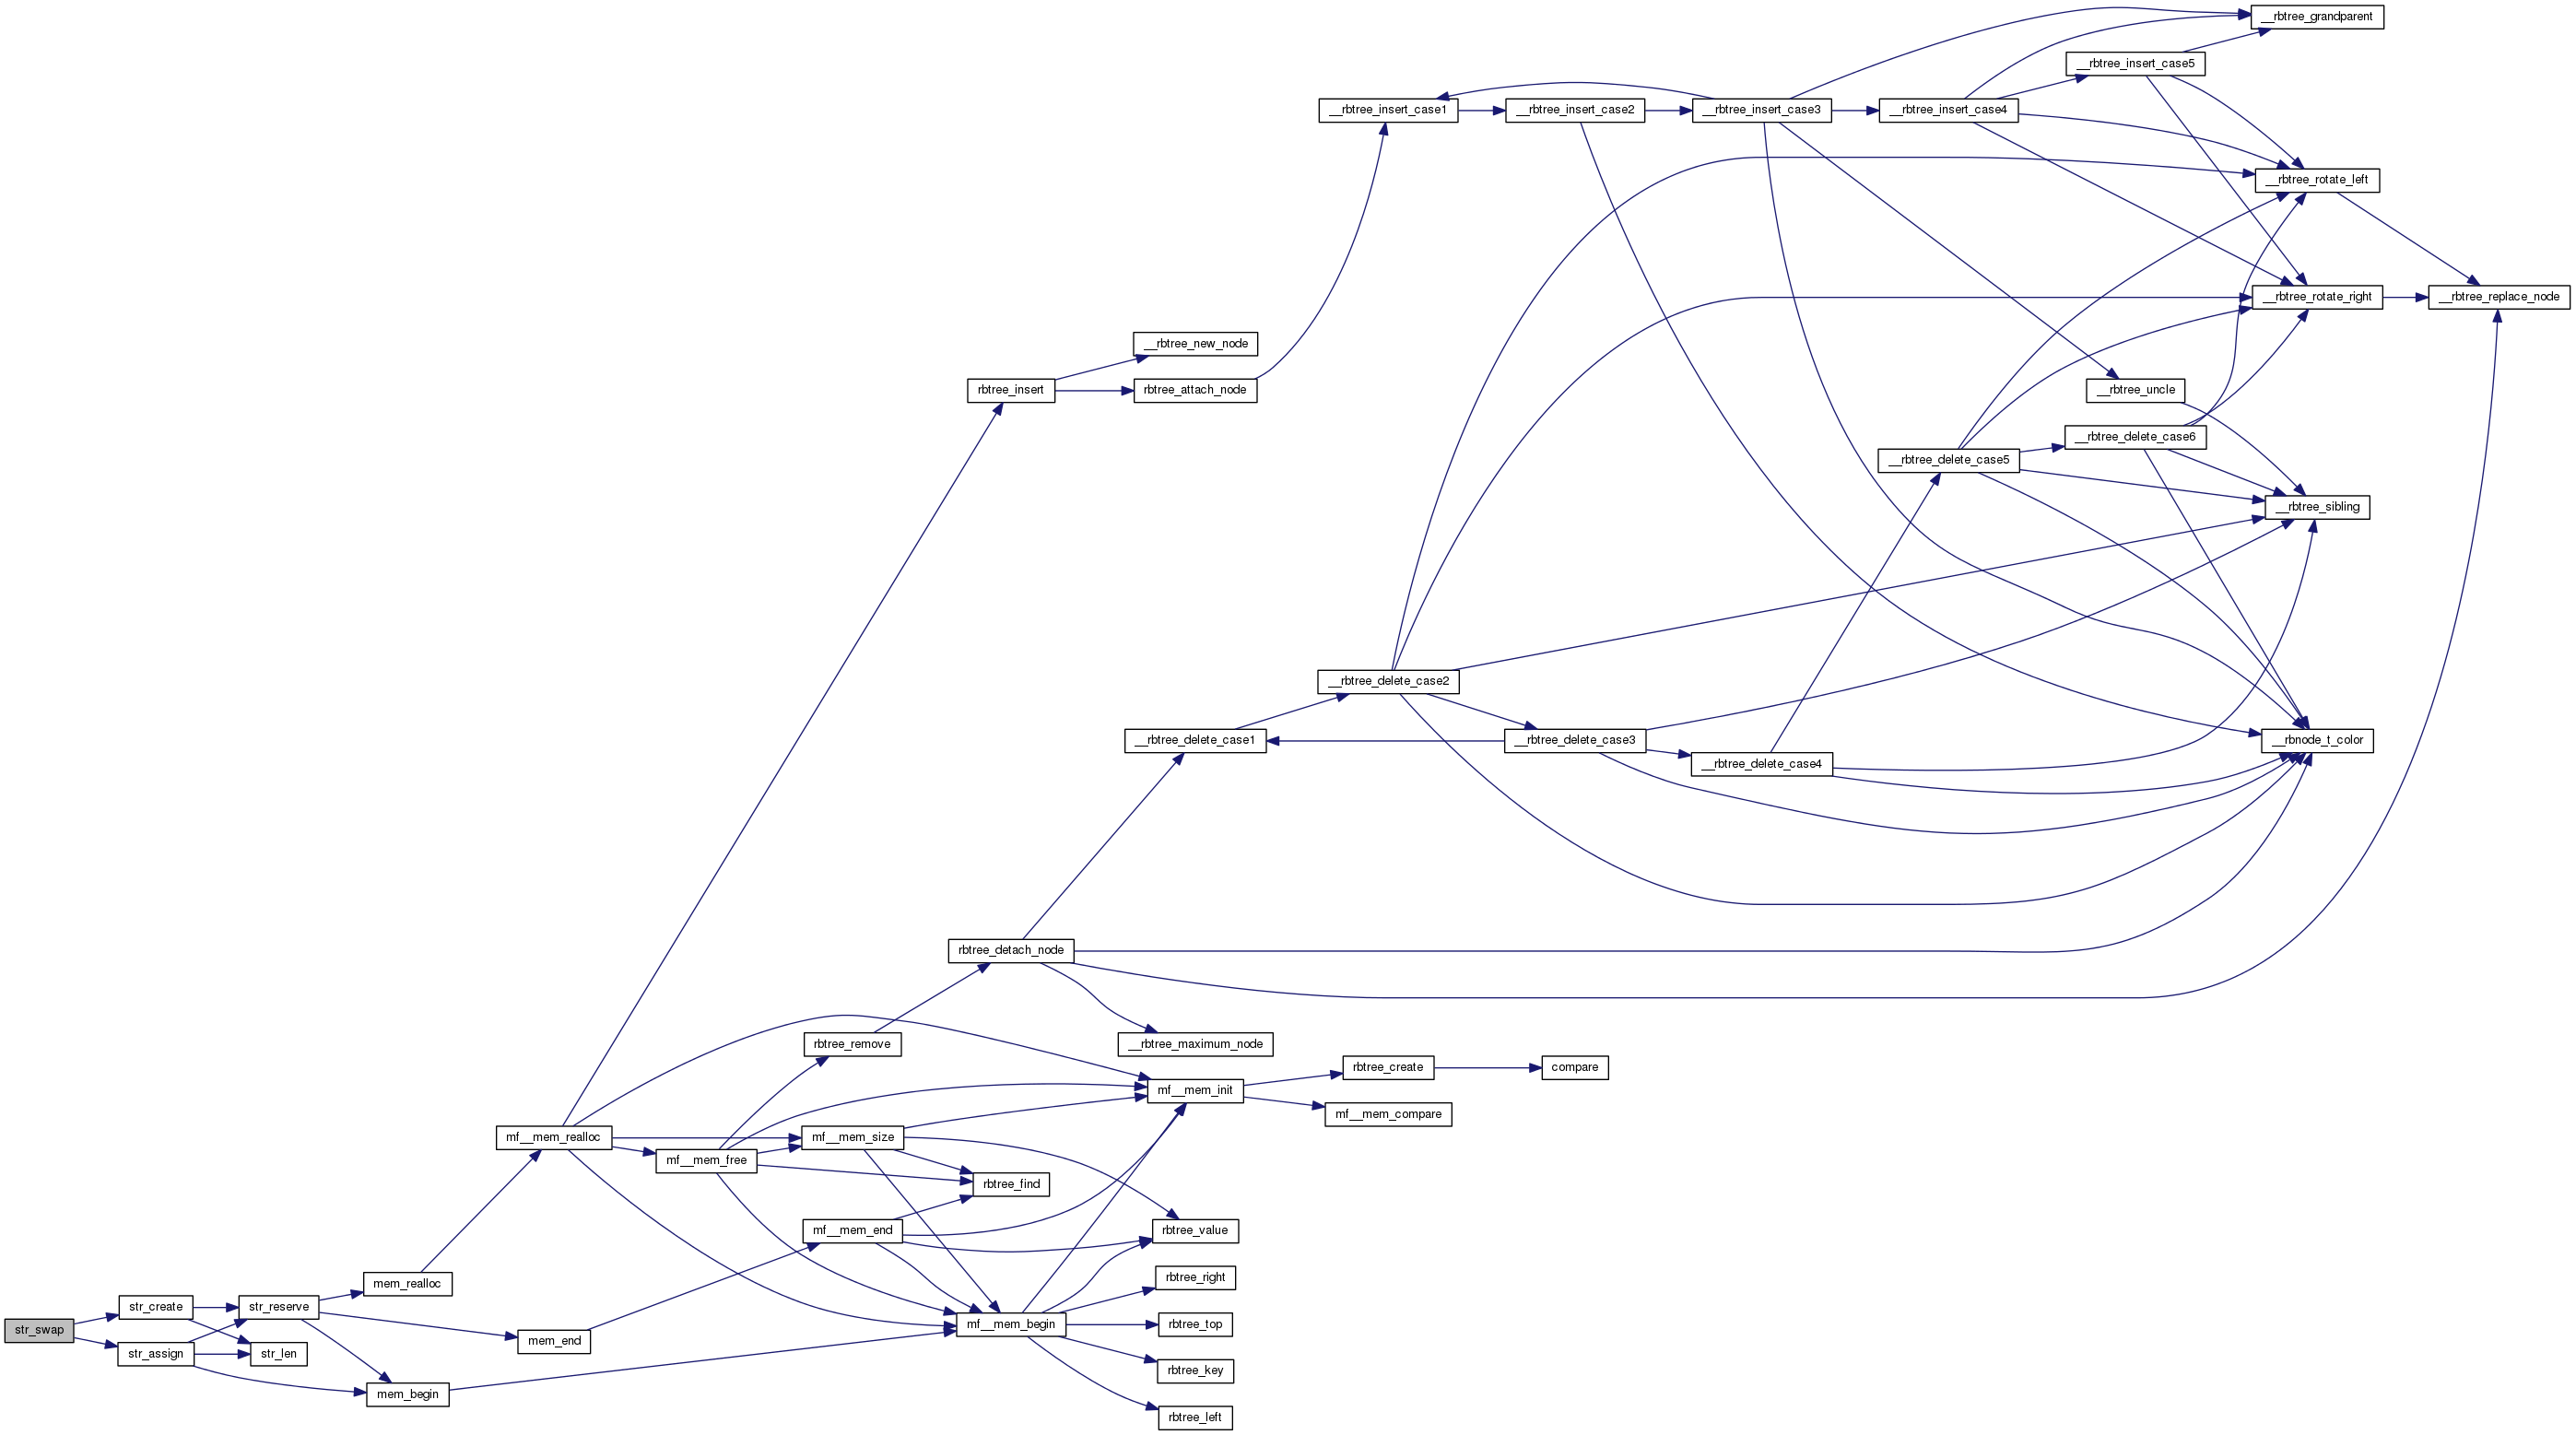 __rbtree_grandparent
__rbtree_insert_case5
__rbtree_insert_case1
__rbtree_insert_case2
__rbtree_insert_case3
__rbtree_insert_case4
__rbtree_rotate_left
__rbtree_rotate_right
__rbtree_replace_node
__rbtree_new_node
rbtree_insert
rbtree_attach_node
__rbtree_uncle
__rbtree_delete_case6
__rbtree_delete_case5
__rbtree_sibling
__rbtree_delete_case2
__rbtree_delete_case1
__rbtree_delete_case3
__rbnode_t_color
__rbtree_delete_case4
rbtree_detach_node
rbtree_remove
__rbtree_maximum_node
rbtree_create
compare
mf__mem_init
mf__mem_compare
mf__mem_realloc
mf__mem_size
mf__mem_free
rbtree_find
mf__mem_end
rbtree_value
rbtree_right
mem_realloc
str_create
str_reserve
str_swap
mf__mem_begin
rbtree_top
mem_end
str_assign
str_len
rbtree_key
mem_begin
rbtree_left